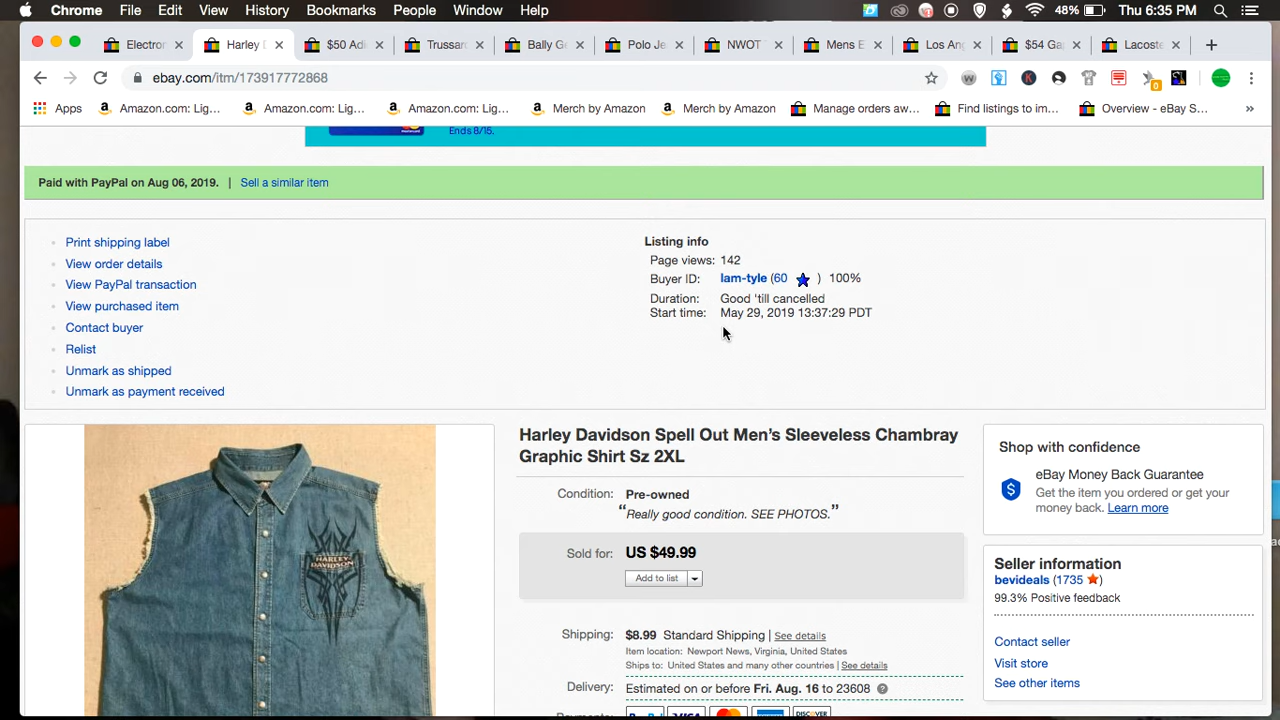 Chrome File Edit View History Bookmarks People Window Help 48% Thu 6:35 PM
Electron Harley D $50 Adi Trussar Bally Ge Polo Je NWOT Mens E Los Ang $54 Ga Lacoste
ebay.com/itm/173917772868
Apps Amazon.com: Lig... Amazon.com: Lig... Amazon.com: Lig... Merch by Amazon Merch by Amazon Manage orders aw... Find listings to im... Overview - eBay S... »
Ends 8/15.
Paid with PayPal on Aug 06, 2019. | Sell a similar item
Print shipping label
View order details
View PayPal transaction
View purchased item
Contact buyer
Relist
Unmark as shipped
Unmark as payment received
Listing info
Page views: 142
Buyer ID: (60 ) 100%
Duration: Good 'till cancelled
Start time: May 29, 2019 13:37:29 PDT
HARLEY
DAVIDSON
Harley Davidson Spell Out Men's Sleeveless Chambray
Graphic Shirt Sz 2XL
Condition: Pre-owned
“Really good condition. SEE PHOTOS.”
Sold for: US $49.99
Add to list
Shipping: $8.99 Standard Shipping | See details
Item location: Newport News, Virginia, United States
Ships to: United States and many other countries | See details
Delivery: Estimated on or before Fri. Aug. 16 to 23608
Shop with confidence
eBay Money Back Guarantee
Get the item you ordered or get your
money back. Learn more
Seller information
bevideals (1735 )
99.3% Positive feedback
Contact seller
Visit store
See other items